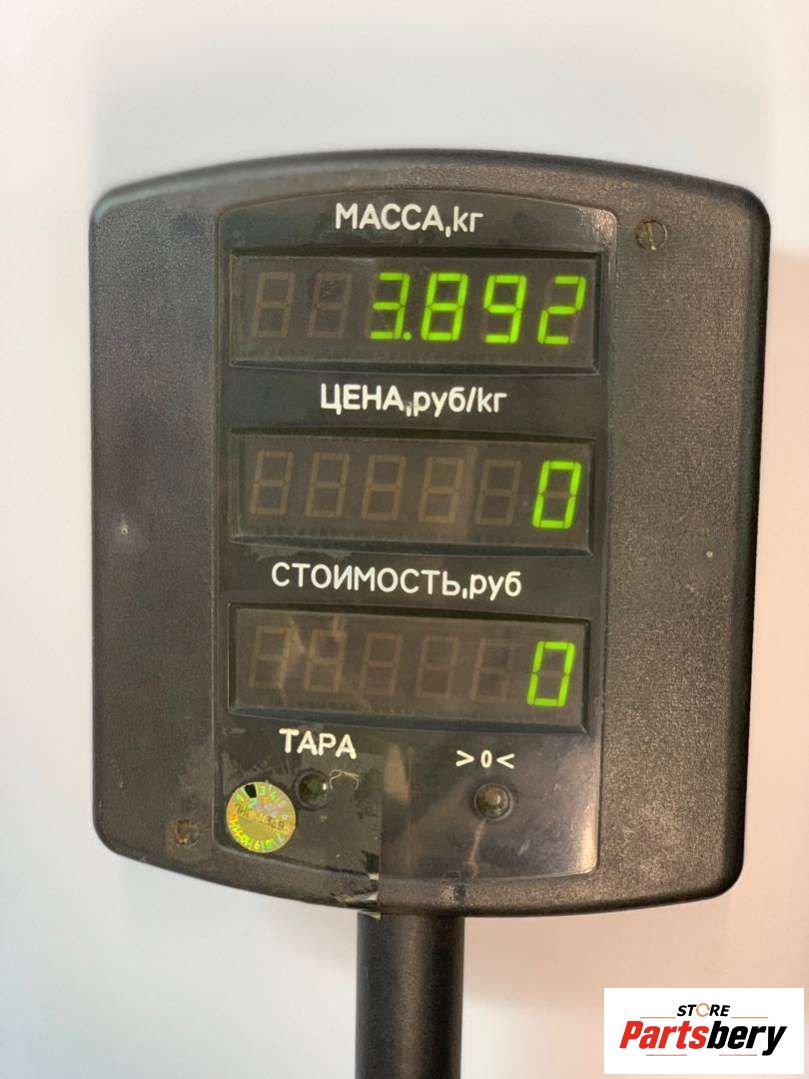 МАССА,кг
3.892
ЦЕНА,руб/кг
0
СТОИМОСТЬ,руб
0
ТАРА
>0<
STORE
Partsbery